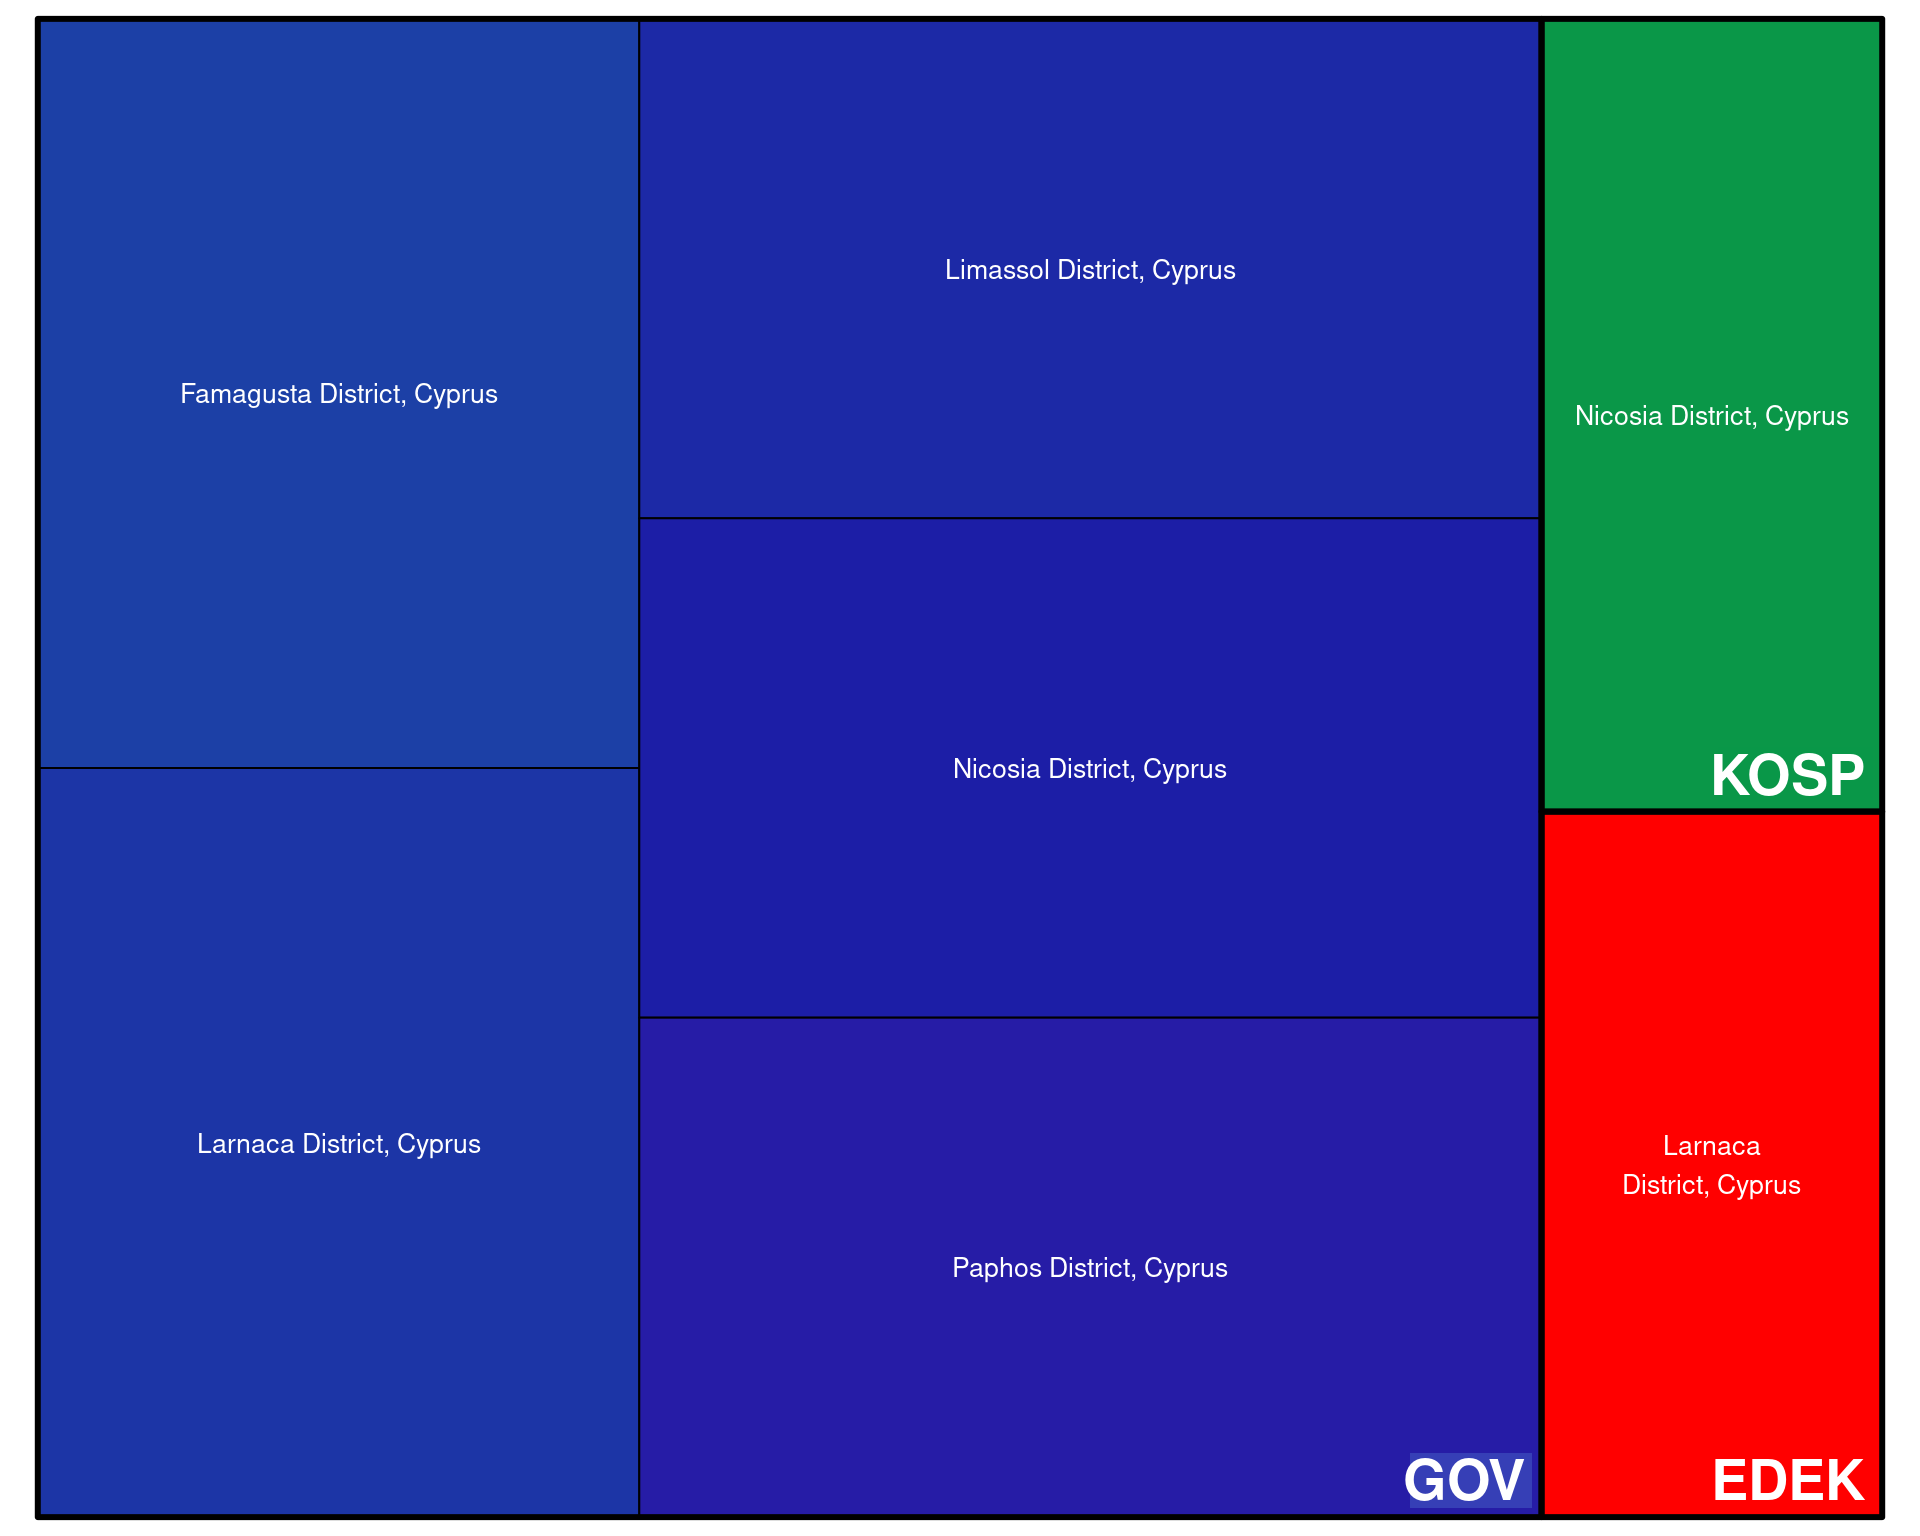 Famagusta District, Cyprus
Larnaca District, Cyprus
Limassol District, Cyprus
Nicosia District, Cyprus
Paphos District, Cyprus
GOV
Nicosia District, Cyprus
KOSP
Larnaca
District, Cyprus
EDEK